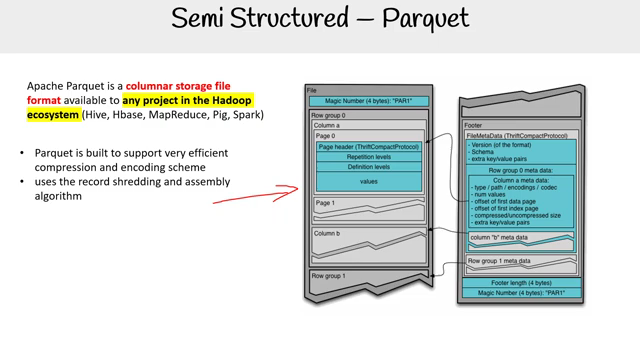 Semi Structured – Parquet
Apache Parquet is a columnar storage file
format available to any project in the Hadoop
ecosystem (Hive, Hbase, MapReduce, Pig, Spark)
• Parquet is built to support very efficient
compression and encoding scheme
• uses the record shredding and assembly
algorithm
File
Magic Number (4 bytes): "PAR1"
Row group 0
Column a
Page 0
Page header (ThriftCompactProtocol)
Repetition levels
Definition levels
values
Page 1
Column b
Row group 1
Footer
FileMetaData (ThriftCompactProtocol)
- Version (of the format)
- Schema
- extra key/value pairs
Row group 0 meta data:
Column a meta data:
- type / path / encodings / codec
- num values
- offset of first data page
- offset of first index page
- compressed/uncompressed size
- extra key/value pairs
column "b" meta data
Row group 1 meta data
Footer length (4 bytes)
Magic Number (4 bytes): "PAR1"